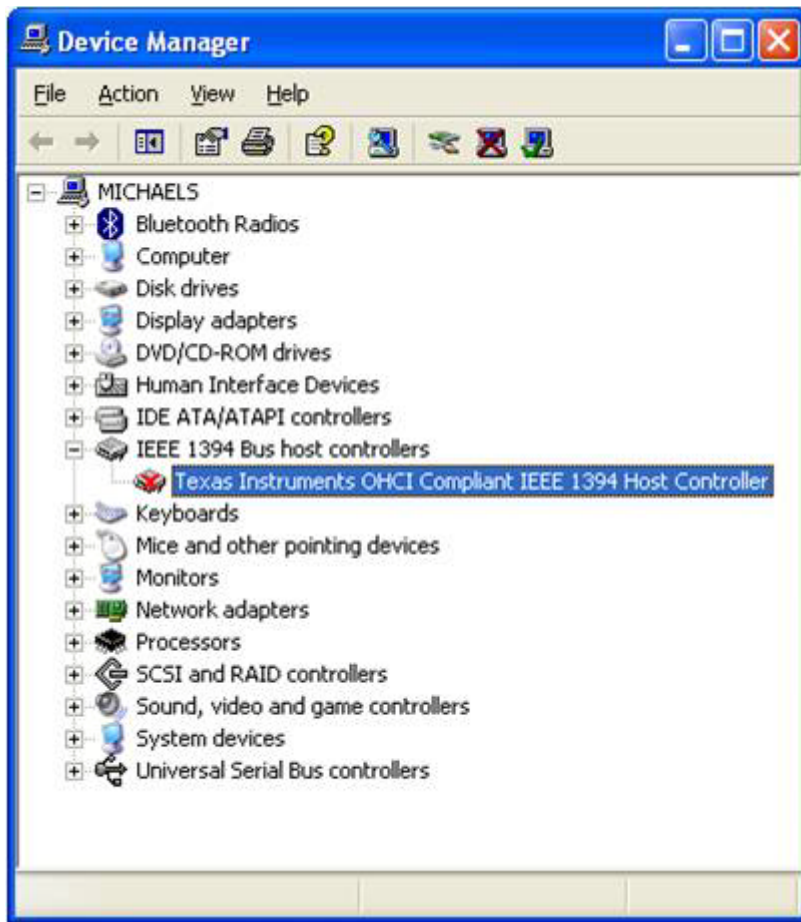 Device Manager
File Action View Help
MICHAELS
Bluetooth Radios
Computer
Disk drives
Display adapters
DVD/CD-ROM drives
Human Interface Devices
IDE ATA/ATAPI controllers
IEEE 1394 Bus host controllers
Texas Instruments OHCI Compliant IEEE 1394 Host Controller
Keyboards
Mice and other pointing devices
Monitors
Network adapters
Processors
SCSI and RAID controllers
Sound, video and game controllers
System devices
Universal Serial Bus controllers